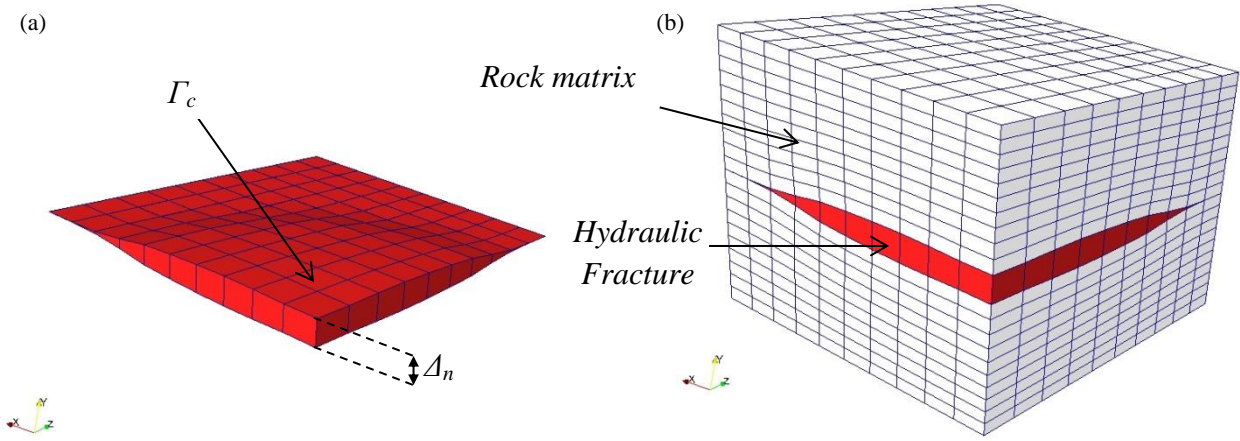 (a)
Γc
Δn
Y
X
Z
(b)
Rock matrix
Hydraulic
Fracture
Y
X
Z